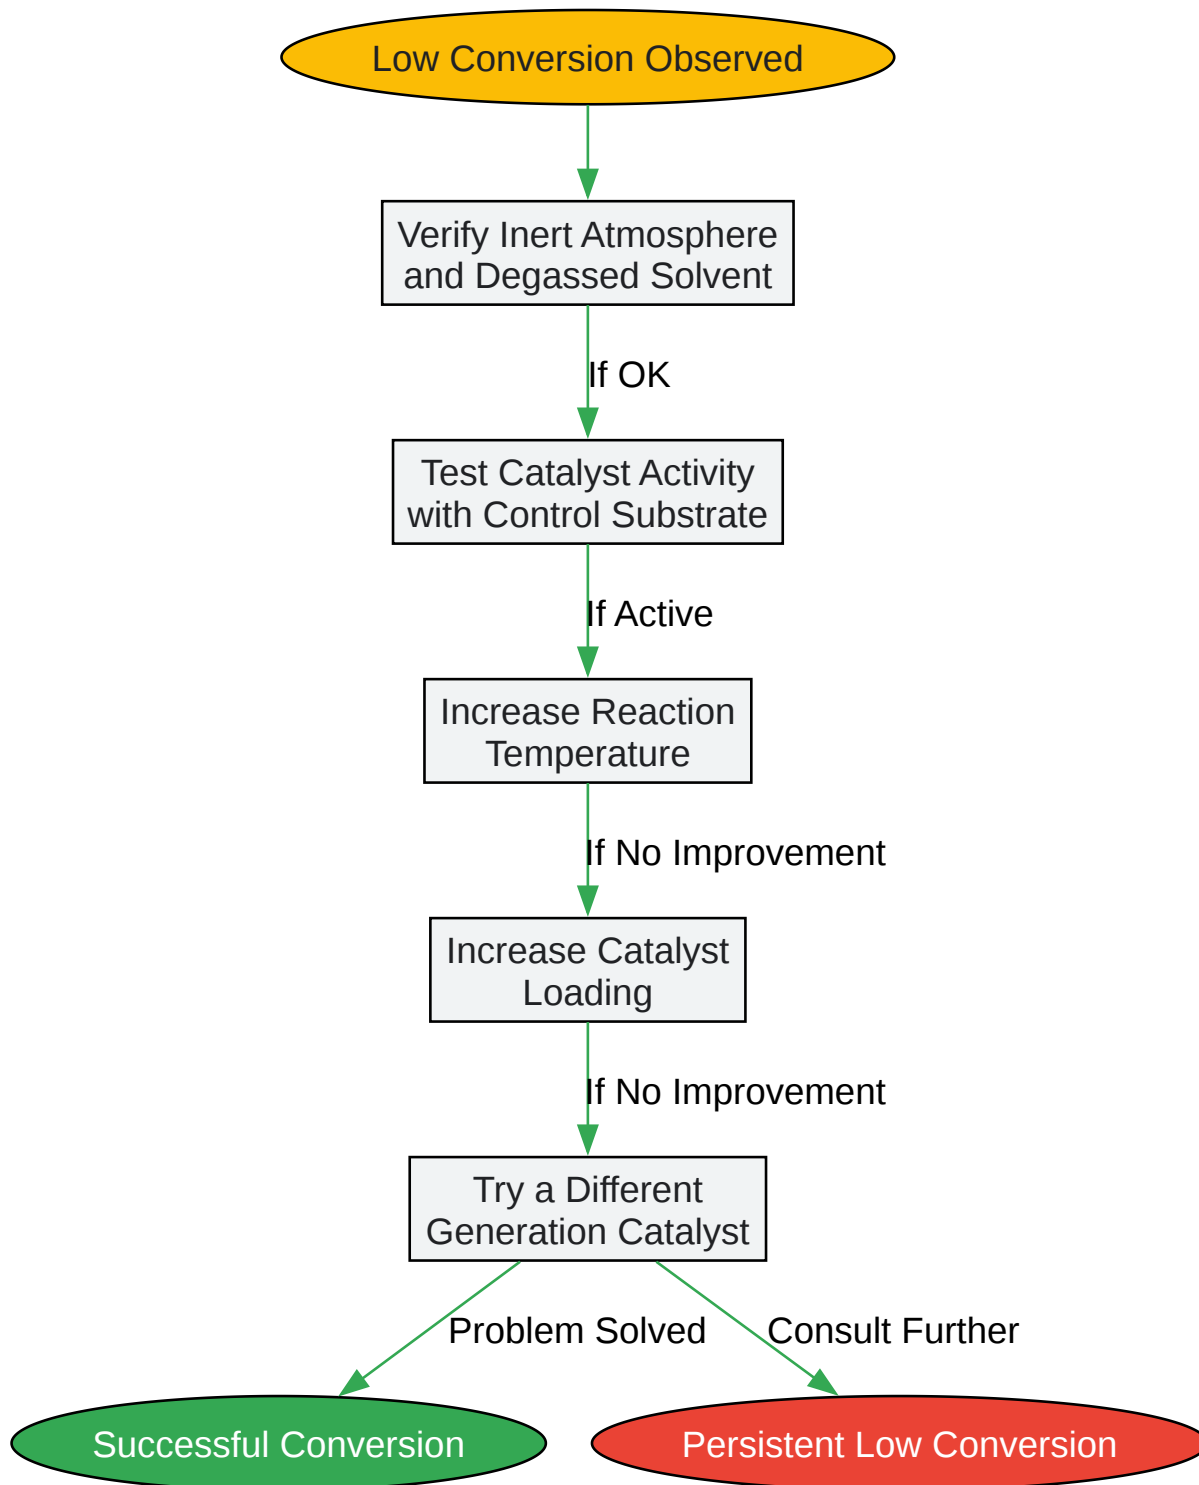 Low Conversion Observed
Verify Inert Atmosphere
and Degassed Solvent
If OK
Test Catalyst Activity
with Control Substrate
If Active
Increase Reaction
Temperature
If No Improvement
Increase Catalyst
Loading
If No Improvement
Try a Different
Generation Catalyst
Problem Solved
Consult Further
Successful Conversion
Persistent Low Conversion